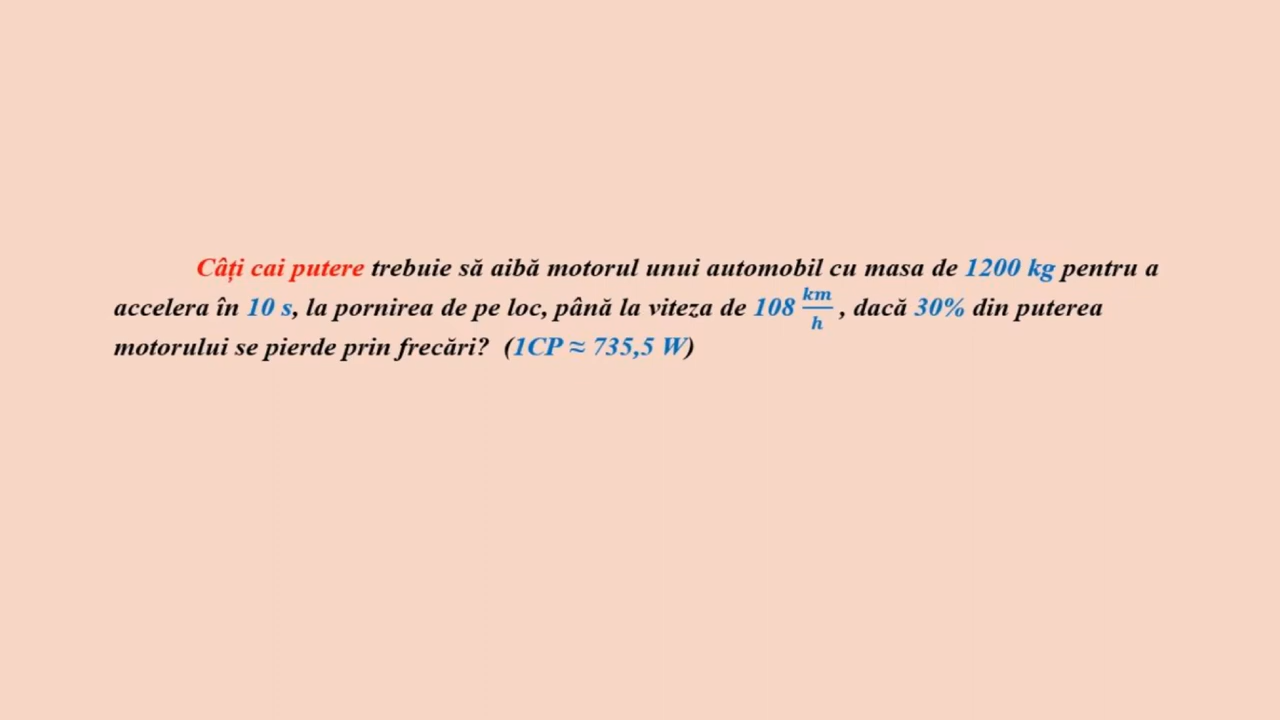 Câți cai putere trebuie să aibă motorul unui automobil cu masa de 1200 kg pentru a
accelera în 10 s, la pornirea de pe loc, până la viteza de 108 km/h , dacă 30% din puterea
motorului se pierde prin frecări? (1CP ≈ 735,5 W)